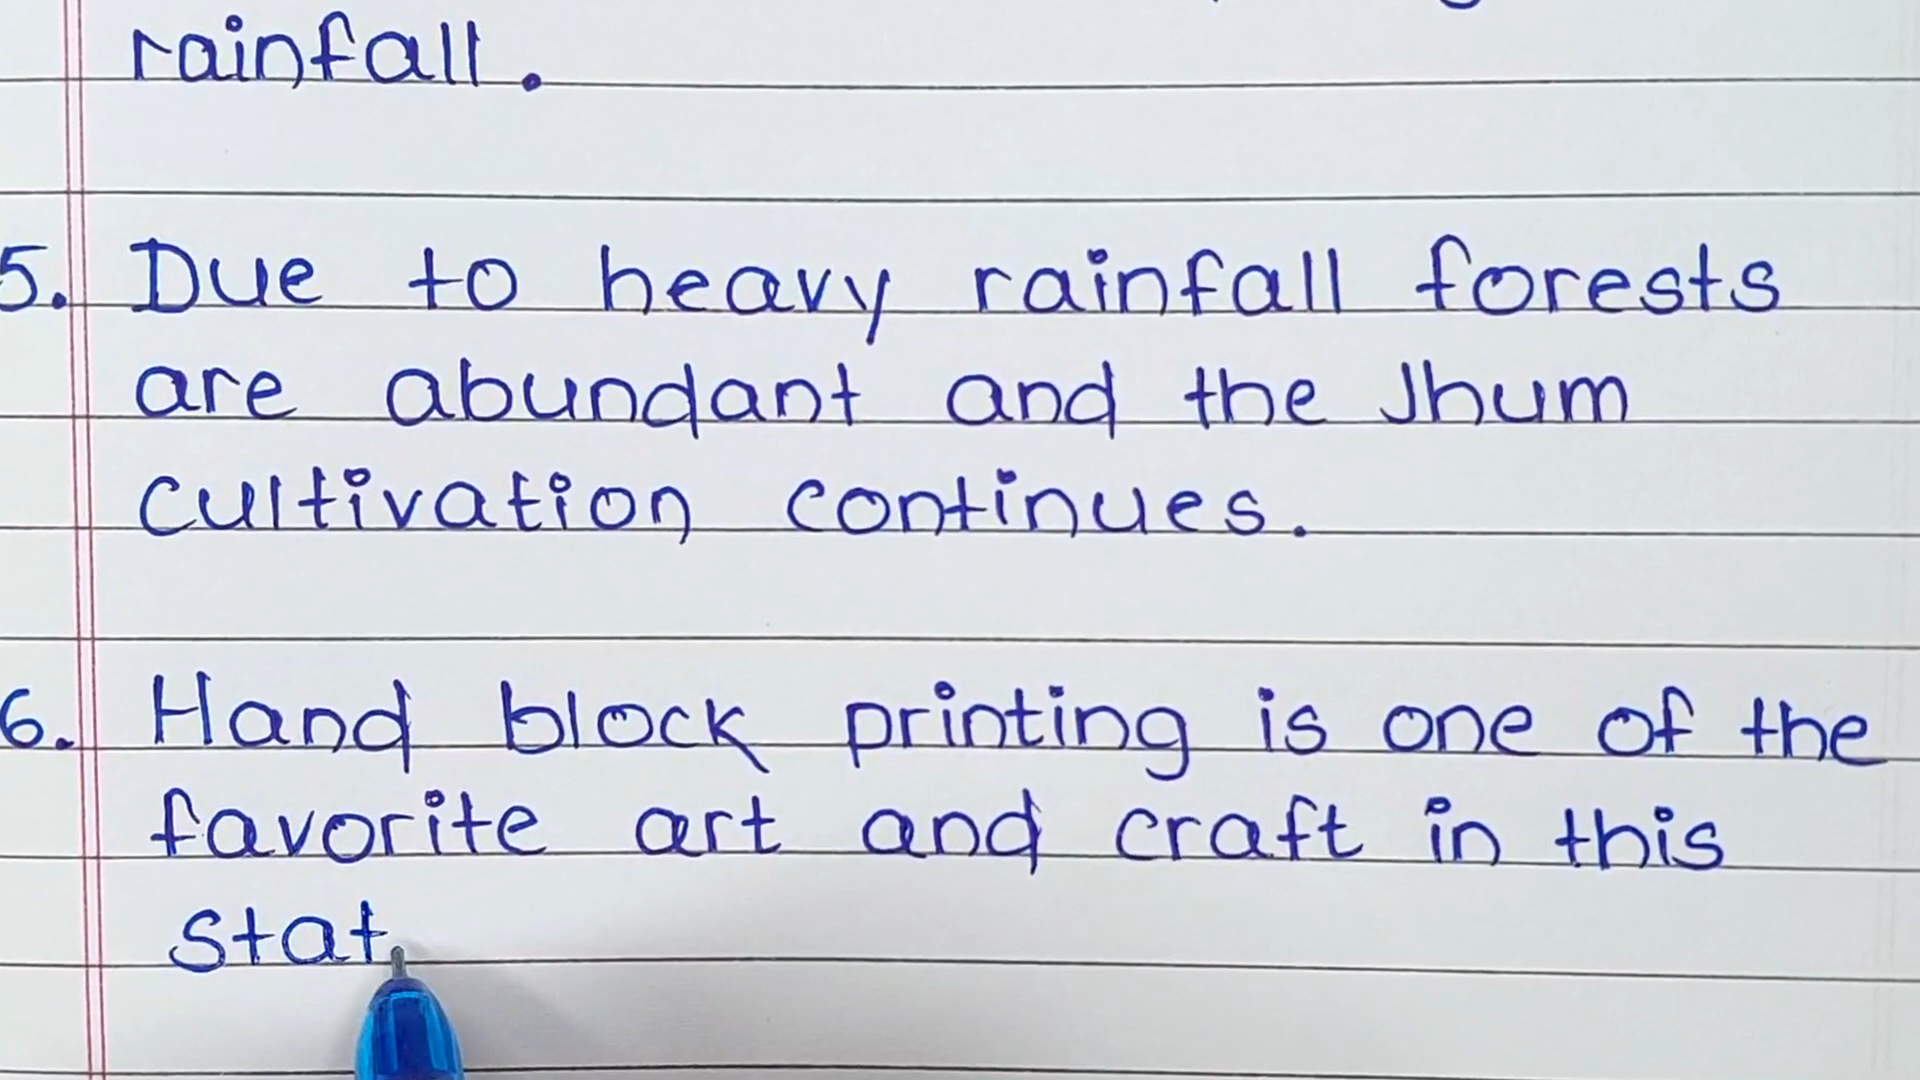 rainfall.
5. Due to heavy rainfall forests
are abundant and the Jhum
cultivation continues.
6. Hand block printing is one of the
favorite art and craft in this
stat